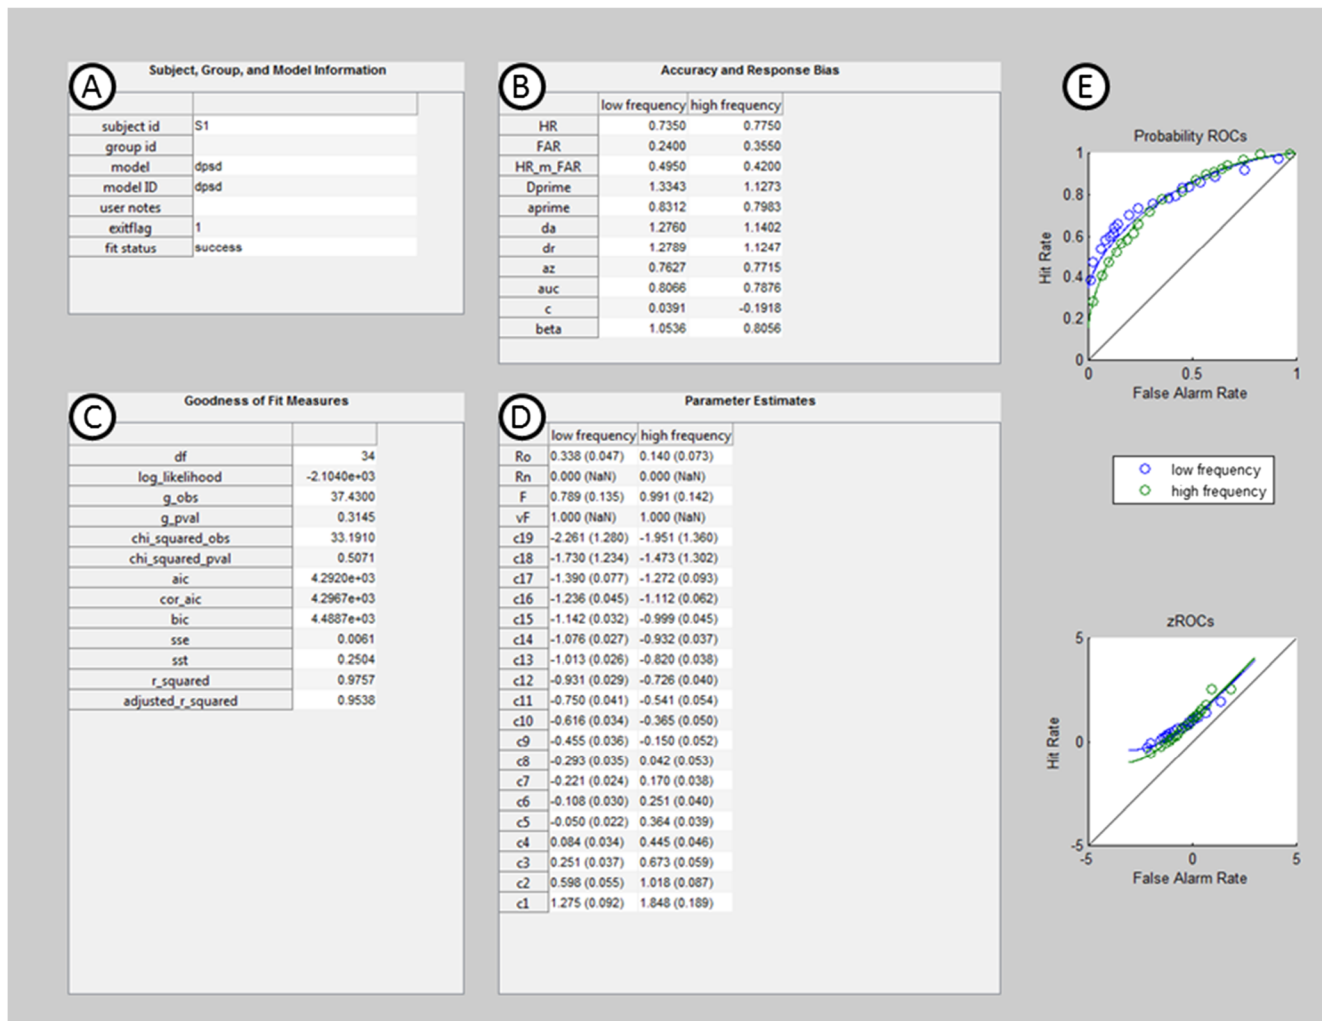 A
Subject, Group, and Model Information
subject id S1
group id
model dpsd
model ID dpsd
user notes
exitflag 1
fit status success
B
Accuracy and Response Bias
low frequency high frequency
HR 0.7350 0.7750
FAR 0.2400 0.3550
HR_m_FAR 0.4950 0.4200
Dprime 1.3343 1.1273
aprime 0.8312 0.7983
da 1.2760 1.1402
dr 1.2789 1.1247
az 0.7627 0.7715
auc 0.8066 0.7876
c 0.0391 -0.1918
beta 1.0536 0.8056
C
Goodness of Fit Measures
df 34
log_likelihood -2.1040e+03
g_obs 37.4300
g_pval 0.3145
chi_squared_obs 33.1910
chi_squared_pval 0.5071
aic 4.2920e+03
cor_aic 4.2967e+03
bic 4.4887e+03
sse 0.0061
sst 0.2504
r_squared 0.9757
adjusted_r_squared 0.9538
D
Parameter Estimates
low frequency high frequency
Ro 0.338 (0.047) 0.140 (0.073)
Rn 0.000 (NaN) 0.000 (NaN)
F 0.789 (0.135) 0.991 (0.142)
vF 1.000 (NaN) 1.000 (NaN)
c19 -2.261 (1.280) -1.951 (1.360)
c18 -1.730 (1.234) -1.473 (1.302)
c17 -1.390 (0.077) -1.272 (0.093)
c16 -1.236 (0.045) -1.112 (0.062)
c15 -1.142 (0.032) -0.999 (0.045)
c14 -1.076 (0.027) -0.932 (0.037)
c13 -1.013 (0.026) -0.820 (0.038)
c12 -0.931 (0.029) -0.726 (0.040)
c11 -0.750 (0.041) -0.541 (0.054)
c10 -0.616 (0.034) -0.365 (0.050)
c9 -0.455 (0.036) -0.150 (0.052)
c8 -0.293 (0.035) 0.042 (0.053)
c7 -0.221 (0.024) 0.170 (0.038)
c6 -0.108 (0.030) 0.251 (0.040)
c5 -0.050 (0.022) 0.364 (0.039)
c4 0.084 (0.034) 0.445 (0.046)
c3 0.251 (0.037) 0.673 (0.059)
c2 0.598 (0.055) 1.018 (0.087)
c1 1.275 (0.092) 1.848 (0.189)
E
Probability ROCs
1
0.8
0.6
0.4
0.2
0
Hit Rate
0 0.5 1
False Alarm Rate
low frequency
high frequency
zROCs
5
0
-5
Hit Rate
-5 0 5
False Alarm Rate